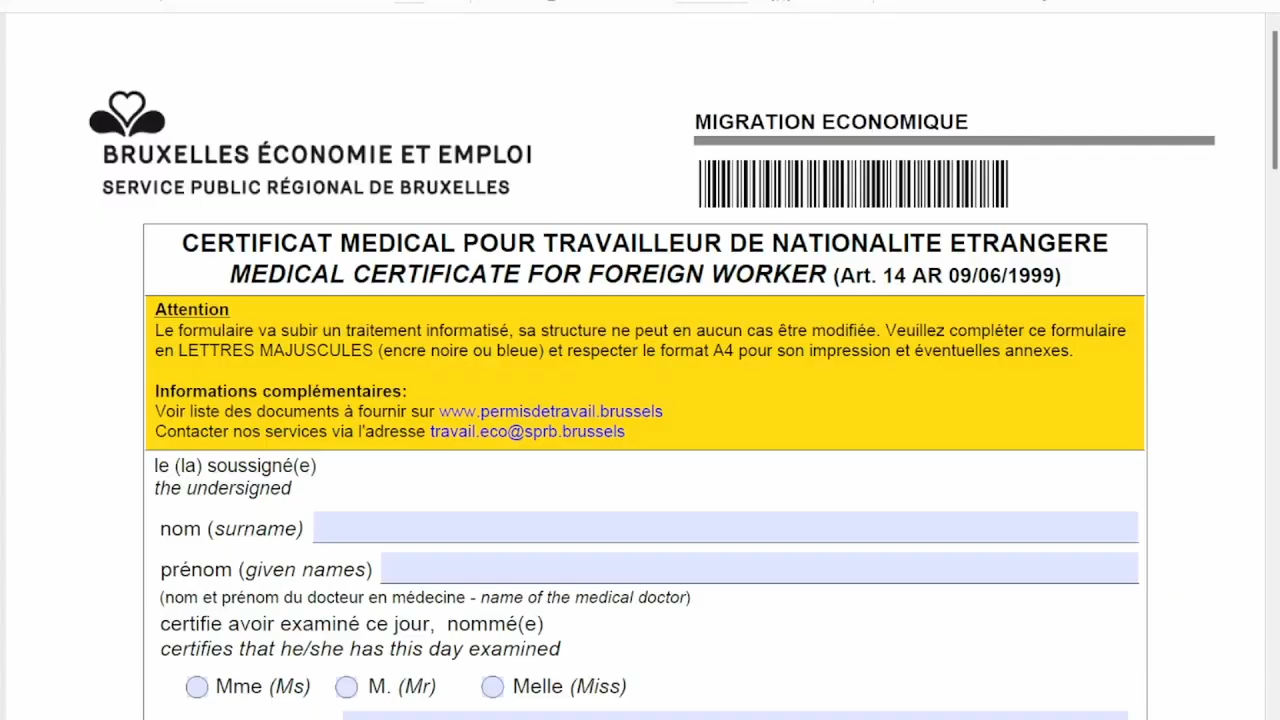 BRUXELLES ÉCONOMIE ET EMPLOI
SERVICE PUBLIC RÉGIONAL DE BRUXELLES
MIGRATION ECONOMIQUE
CERTIFICAT MEDICAL POUR TRAVAILLEUR DE NATIONALITE ETRANGERE
MEDICAL CERTIFICATE FOR FOREIGN WORKER (Art. 14 AR 09/06/1999)
Attention
Le formulaire va subir un traitement informatisé, sa structure ne peut en aucun cas être modifiée. Veuillez compléter ce formulaire
en LETTRES MAJUSCULES (encre noire ou bleue) et respecter le format A4 pour son impression et éventuelles annexes.
Informations complémentaires:
Voir liste des documents à fournir sur www.permisdetravail.brussels
Contacter nos services via l'adresse travail.eco@sprb.brussels
le (la) soussigné(e)
the undersigned
nom (surname)
prénom (given names)
(nom et prénom du docteur en médecine - name of the medical doctor)
certifie avoir examiné ce jour, nommé(e)
certifies that he/she has this day examined
Mme (Ms) M. (Mr) Melle (Miss)